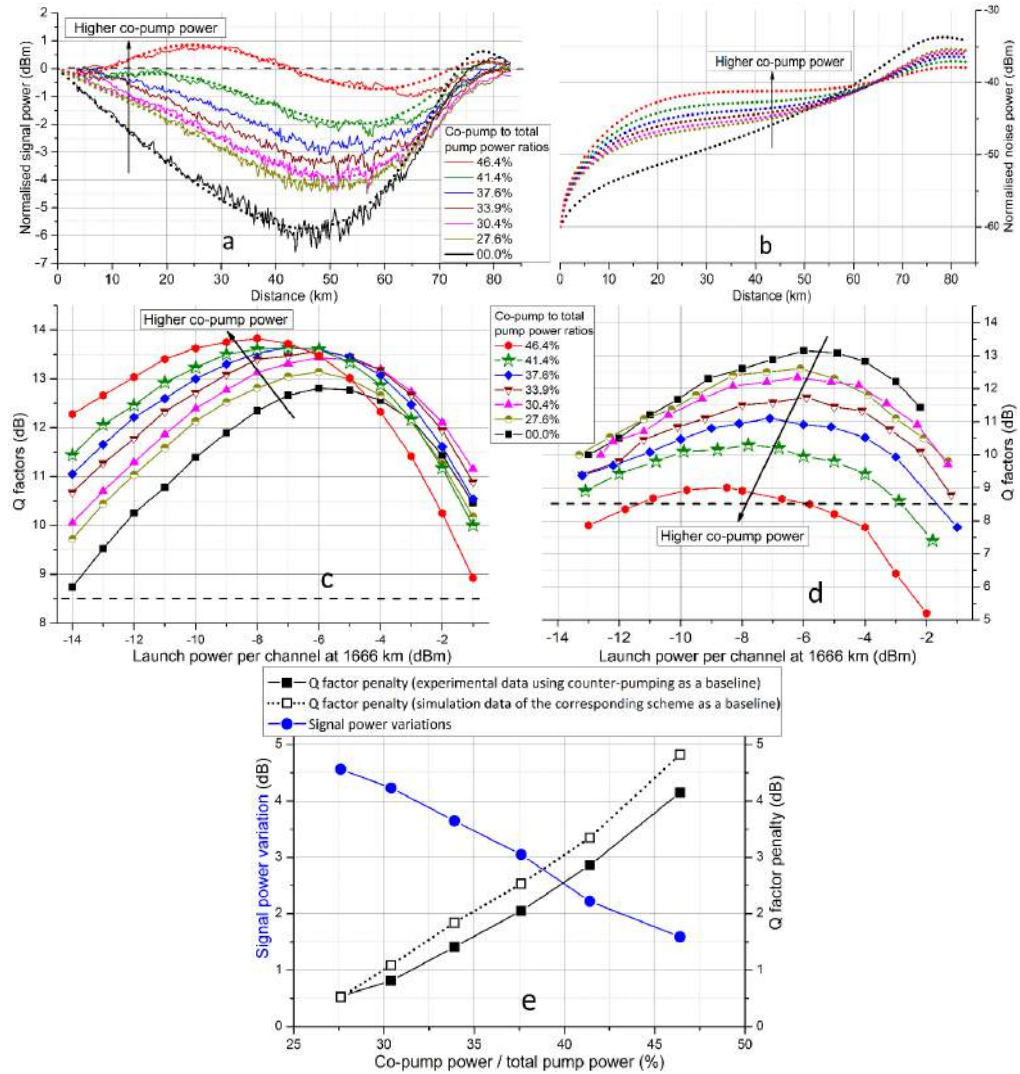 Higher co-pump power
Normalised signal power (dBm)
2
1
0
-1
-2
-3
-4
-5
-6
-7
0 10 20 30 40 50 60 70 80
Distance (km)
a
Co-pump to total
pump power ratios
46.4%
41.4%
37.6%
33.9%
30.4%
27.6%
00.0%
Higher co-pump power
Normalised noise power (dBm)
-30
-40
-50
-60
0 10 20 30 40 50 60 70 80
Distance (km)
b
Higher co-pump power
Q factors (dB)
14
13
12
11
10
9
8
-14 -12 -10 -8 -6 -4 -2
Launch power per channel at 1666 km (dBm)
c
Co-pump to total
pump power ratios
46.4%
41.4%
37.6%
33.9%
30.4%
27.6%
00.0%
Higher co-pump power
Q factors (dB)
14
13
12
11
10
9
8
7
6
5
-14 -12 -10 -8 -6 -4 -2
Launch power per channel at 1666 km (dBm)
d
Q factor penalty (experimental data using counter-pumping as a baseline)
Q factor penalty (simulation data of the corresponding scheme as a baseline)
Signal power variations
Signal power variation (dB)
5
4
3
2
1
0
Q factor penalty (dB)
5
4
3
2
1
0
25 30 35 40 45 50
Co-pump power / total pump power (%)
e